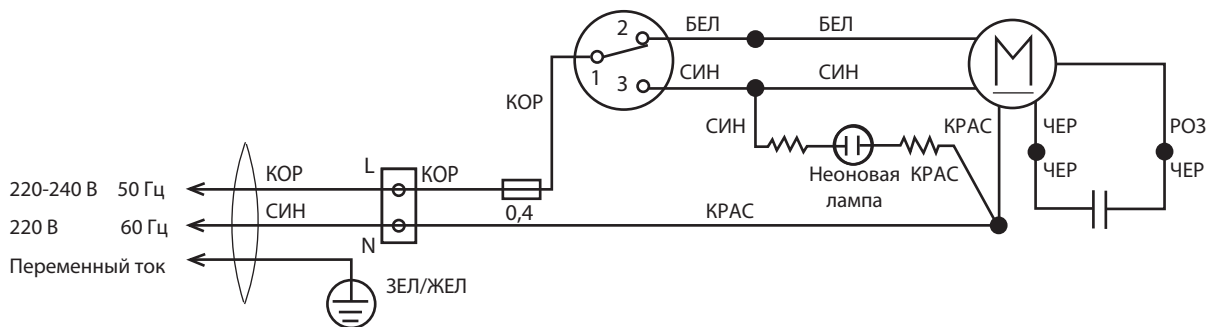 2
БЕЛ
БЕЛ
1
3
СИН
СИН
М
КОР
СИН
КРАС
ЧЕР
РОЗ
Неоновая
лампа
КРАС
ЧЕР
ЧЕР
220-240 В 50 Гц
КОР
L
КОР
0,4
220 В 60 Гц
СИН
N
КРАС
Переменный ток
ЗЕЛ/ЖЕЛ